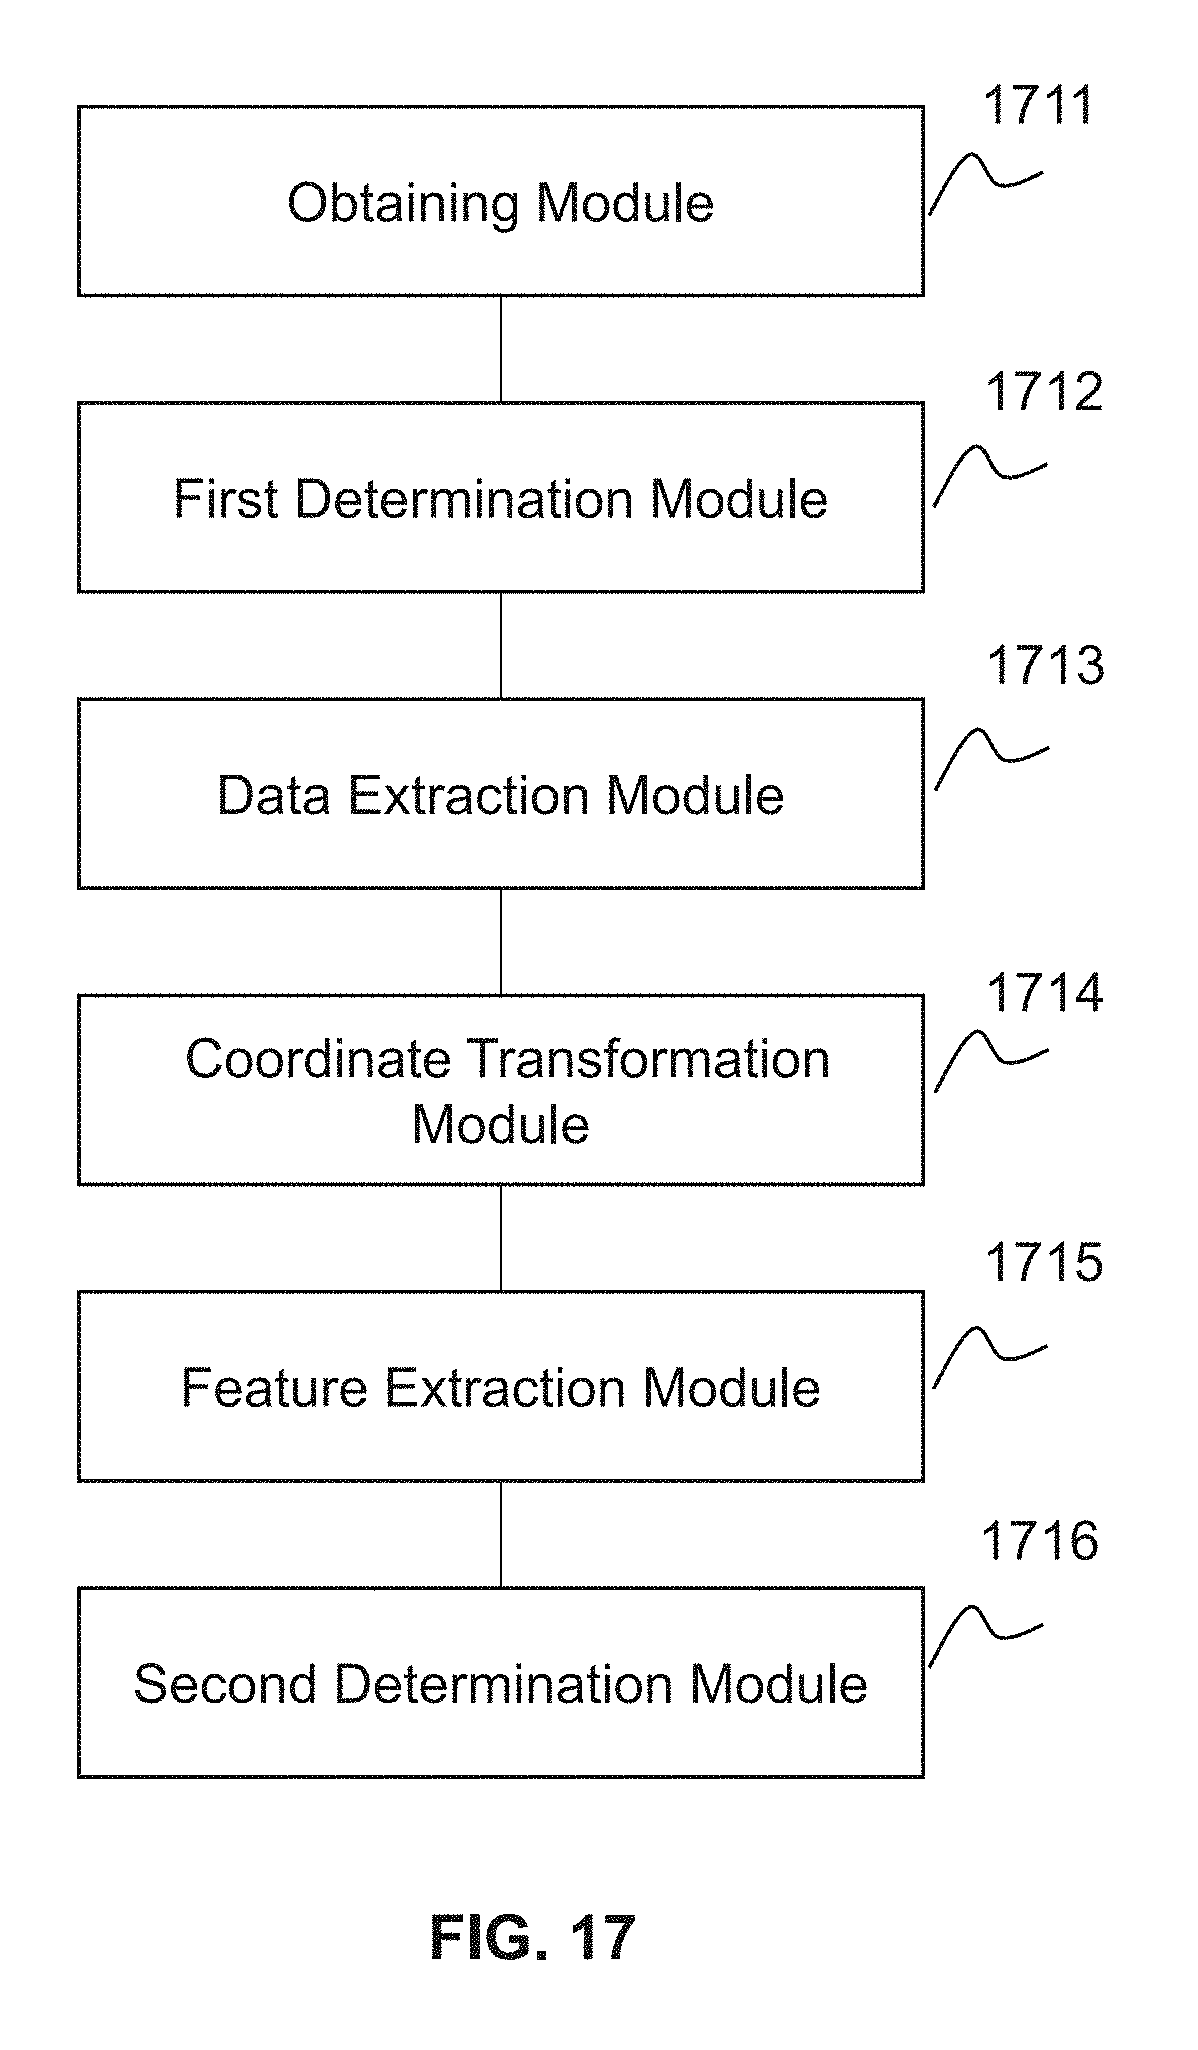 1711
Obtaining Module
1712
First Determination Module
1713
Data Extraction Module
1714
Coordinate Transformation
Module
1715
Feature Extraction Module
1716
Second Determination Module
FIG. 17